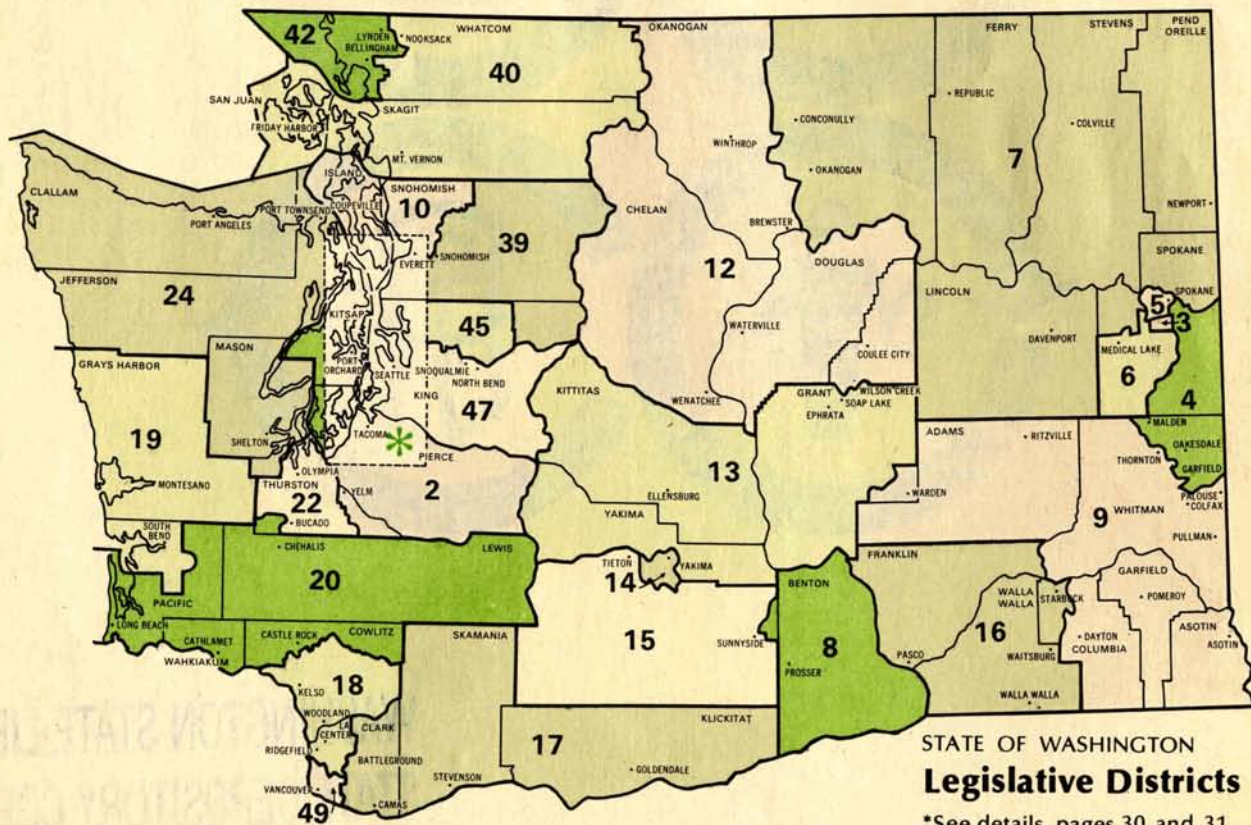 42
LYNDEN
BELLINGHAM
NOOKSACK
WHATCOM
40
OKANOGAN
FERRY
STEVENS
PEND
OREILLE
SAN JUAN
FRIDAY HARBOR
SKAGIT
MT. VERNON
CONCONULLY
OKANOGAN
REPUBLIC
7
COLVILLE
NEWPORT
WINTHROP
CLALLAM
PORT ANGELES
PORT TOWNSEND
ISLAND
COUPEVILLE
SNOHOMISH
10
39
EVERETT
SNOHOMISH
CHELAN
12
BREWSTER
DOUGLAS
WATERVILLE
COULEE CITY
WENATCHEE
LINCOLN
DAVENPORT
SPOKANE
SPOKANE
5
3
MEDICAL LAKE
6
4
JEFFERSON
24
KITSAP
PORT
ORCHARD
SEATTLE
45
SNOQUALMIE
NORTH BEND
KING
47
MASON
SHELTON
GRAYS HARBOR
19
MONTESANO
TACOMA
*
PIERCE
2
OLYMPIA
THURSTON
22
BUCADO
YELM
KITTITAS
13
ELLENSBURG
YAKIMA
GRANT
EPHRATA
WILSON CREEK
SOAP LAKE
ADAMS
RITZVILLE
WARDEN
MALDEN
OAKESDALE
THORNTON
GARFIELD
PALOUSE
COLFAX
9
WHITMAN
PULLMAN
SOUTH
BEND
PACIFIC
LONG BEACH
CHEHALIS
20
LEWIS
CATHLAMET
WAHKIAKUM
CASTLE ROCK
COWLITZ
SKAMANIA
TIETON
14
YAKIMA
15
SUNNYSIDE
BENTON
8
PROSSER
FRANKLIN
PASCO
WALLA
WALLA
16
STARBUCK
WAITSBURG
WALLA WALLA
GARFIELD
POMEROY
DAYTON
COLUMBIA
ASOTIN
ASOTIN
18
KELSO
WOODLAND
LA
CENTER
CLARK
RIDGEFIELD
BATTLEGROUND
VANCOUVER
49
CAMAS
STEVENSON
17
KLICKITAT
GOLDENDALE
STATE OF WASHINGTON
Legislative Districts
*See details, pages 30 and 31